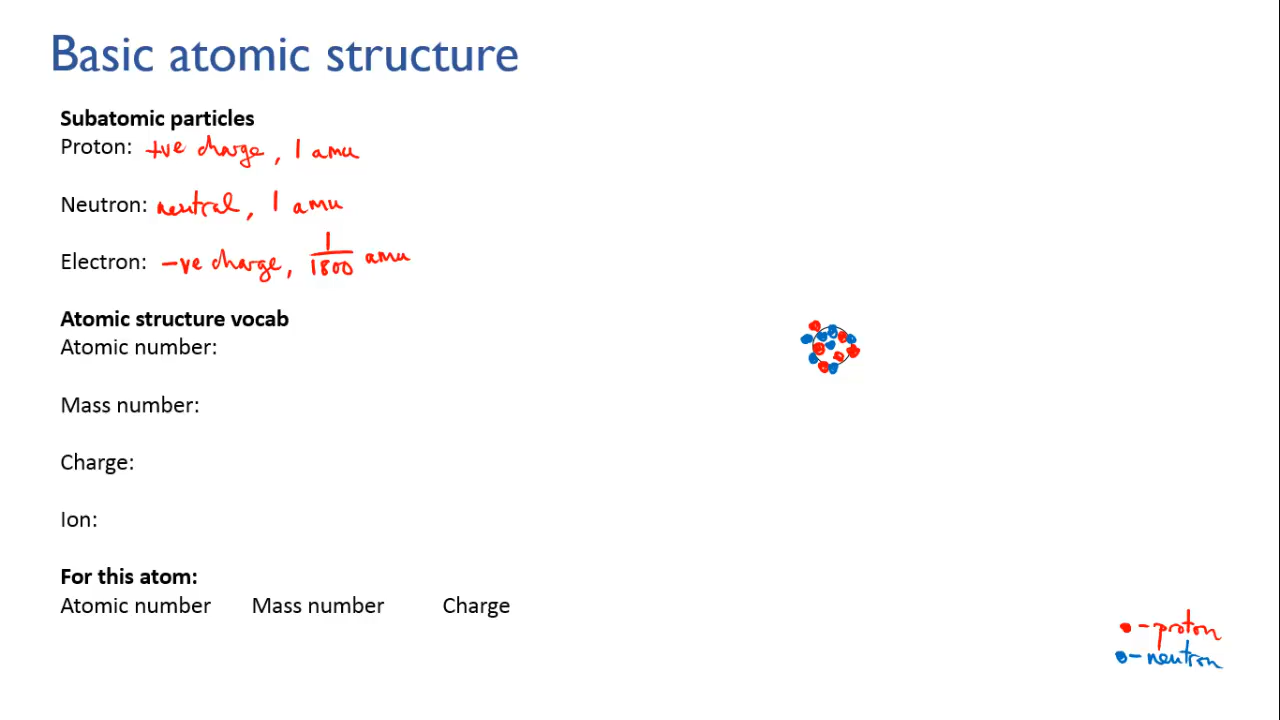 Basic atomic structure
Subatomic particles
Proton: +ve charge, 1 amu
Neutron: neutral, 1 amu
Electron: -ve charge, 1/1800 amu
Atomic structure vocab
Atomic number:
Mass number:
Charge:
Ion:
For this atom:
Atomic number Mass number Charge
- proton
- neutron